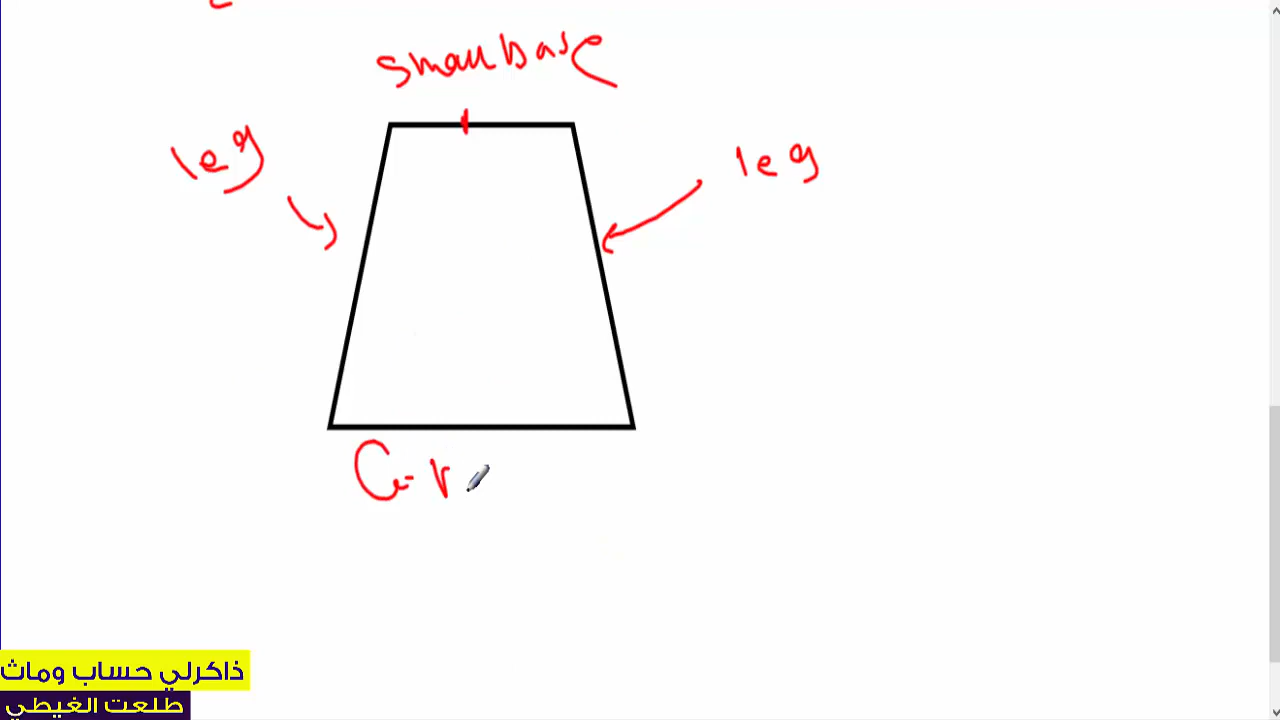 small base
leg
leg
ذاكرلي حساب وماث
طلعت الغيطي